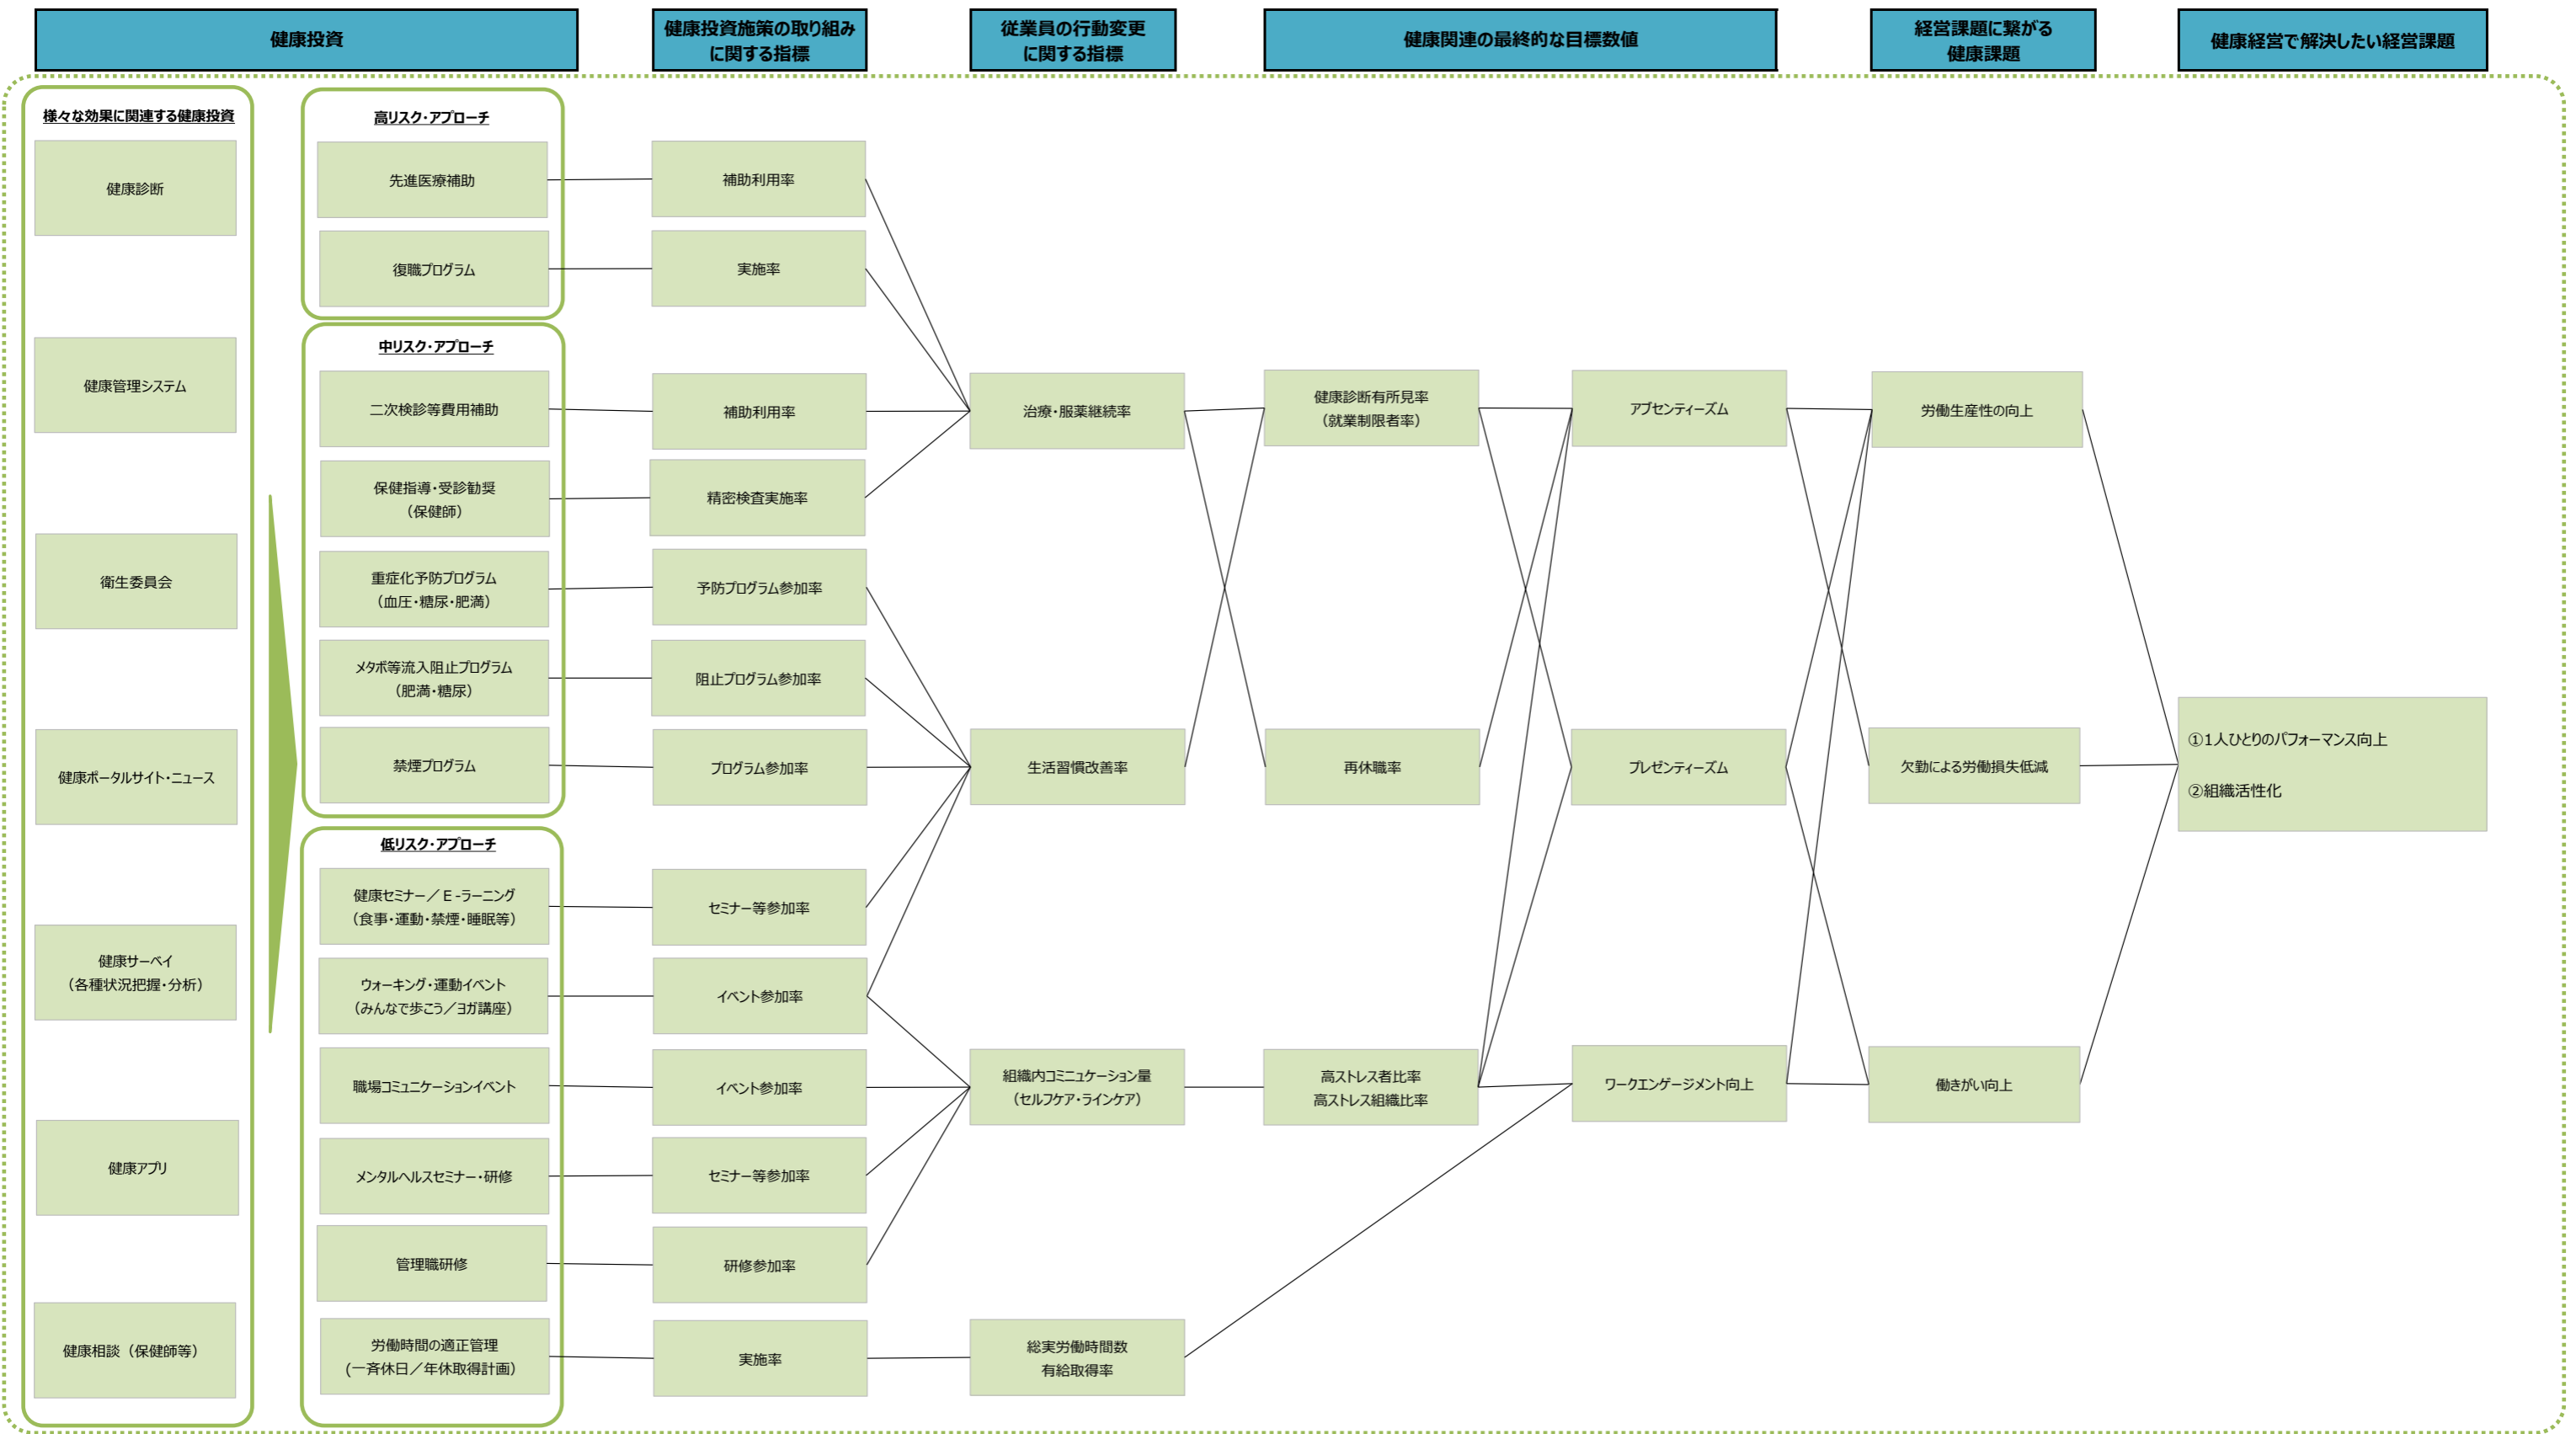 健康投資
健康投資施策の取り組み
に関する指標
従業員の行動変更
に関する指標
健康関連の最終的な目標数値
経営課題に繋がる
健康課題
健康経営で解決したい経営課題
様々な効果に関連する健康投資
健康診断
健康管理システム
衛生委員会
健康ポータルサイト・ニュース
健康サーベイ
（各種状況把握・分析）
健康アプリ
健康相談（保健師等）
高リスク・アプローチ
先進医療補助
復職プログラム
中リスク・アプローチ
二次検診等費用補助
保健指導・受診勧奨
（保健師）
重症化予防プログラム
（血圧・糖尿・肥満）
メタボ等流入阻止プログラム
（肥満・糖尿）
禁煙プログラム
低リスク・アプローチ
健康セミナー／Ｅ-ラーニング
（食事・運動・禁煙・睡眠等）
ウォーキング・運動イベント
（みんなで歩こう／ヨガ講座）
職場コミュニケーションイベント
メンタルヘルスセミナー・研修
管理職研修
労働時間の適正管理
（一斉休日／年休取得計画）
補助利用率
実施率
補助利用率
精密検査実施率
予防プログラム参加率
阻止プログラム参加率
プログラム参加率
セミナー等参加率
イベント参加率
イベント参加率
セミナー等参加率
研修参加率
実施率
治療・服薬継続率
生活習慣改善率
組織内コミニュケーション量
（セルフケア・ラインケア）
総実労働時間数
有給取得率
健康診断有所見率
（就業制限者率）
再休職率
高ストレス者比率
高ストレス組織比率
アブセンティーズム
プレゼンティーズム
ワークエンゲージメント向上
労働生産性の向上
欠勤による労働損失低減
働きがい向上
①1人ひとりのパフォーマンス向上
②組織活性化